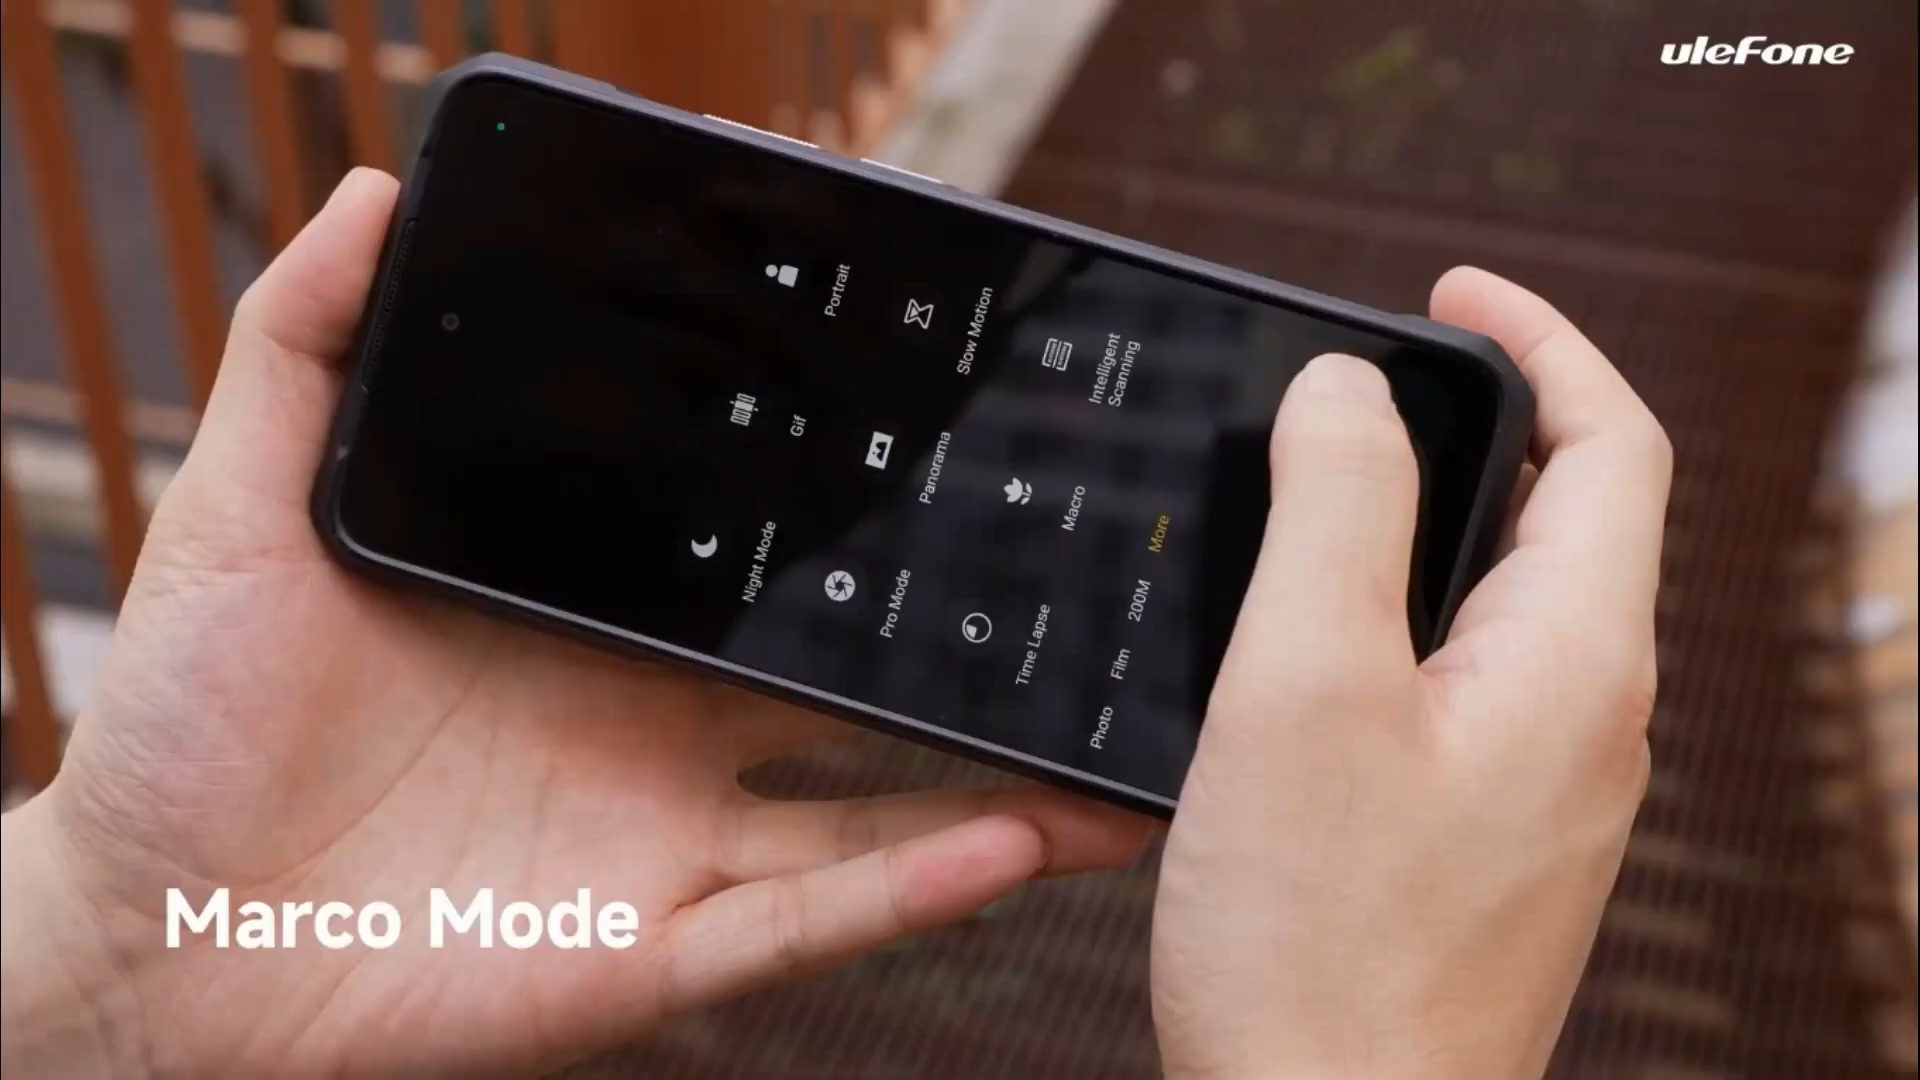 uleFone
Portrait
Slow Motion
Intelligent
Scanning
Gif
Panorama
Macro
Night Mode
Pro Mode
Time Lapse
Photo Film 200M More
Marco Mode